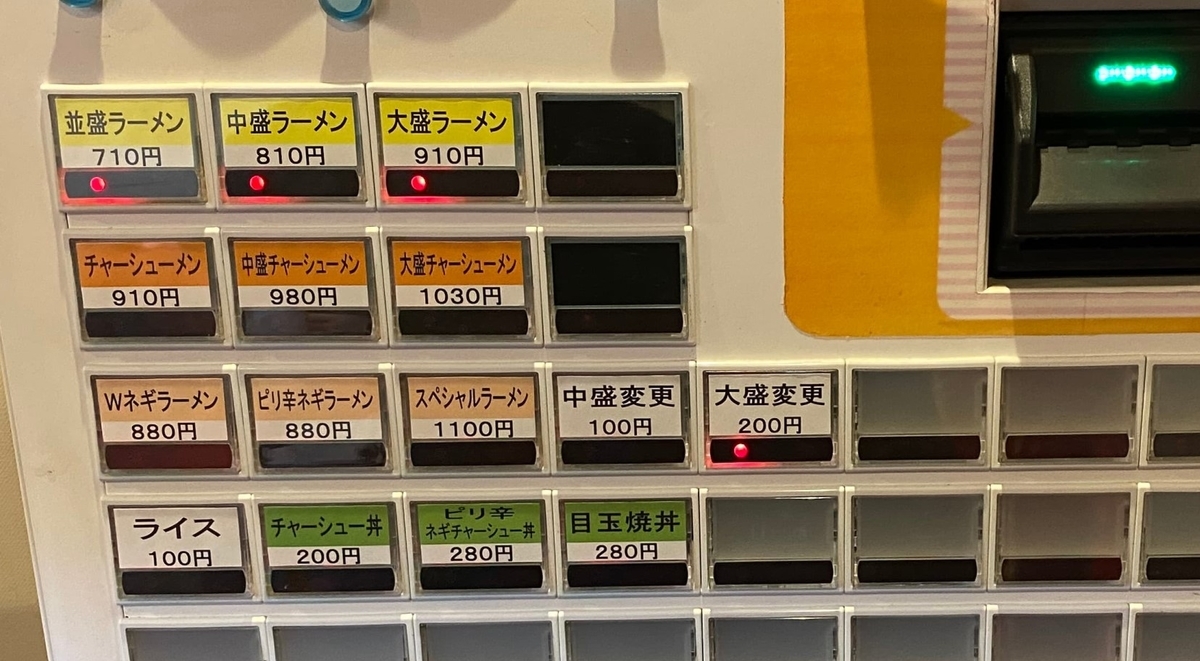 並盛ラーメン
710円
中盛ラーメン
810円
大盛ラーメン
910円
チャーシューメン
910円
中盛チャーシューメン
980円
大盛チャーシューメン
1030円
Wネギラーメン
880円
ピリ辛ネギラーメン
880円
スペシャルラーメン
1100円
中盛変更
100円
大盛変更
200円
ライス
100円
チャーシュー丼
200円
ピリ辛
ネギチャーシュー丼
280円
目玉焼丼
280円